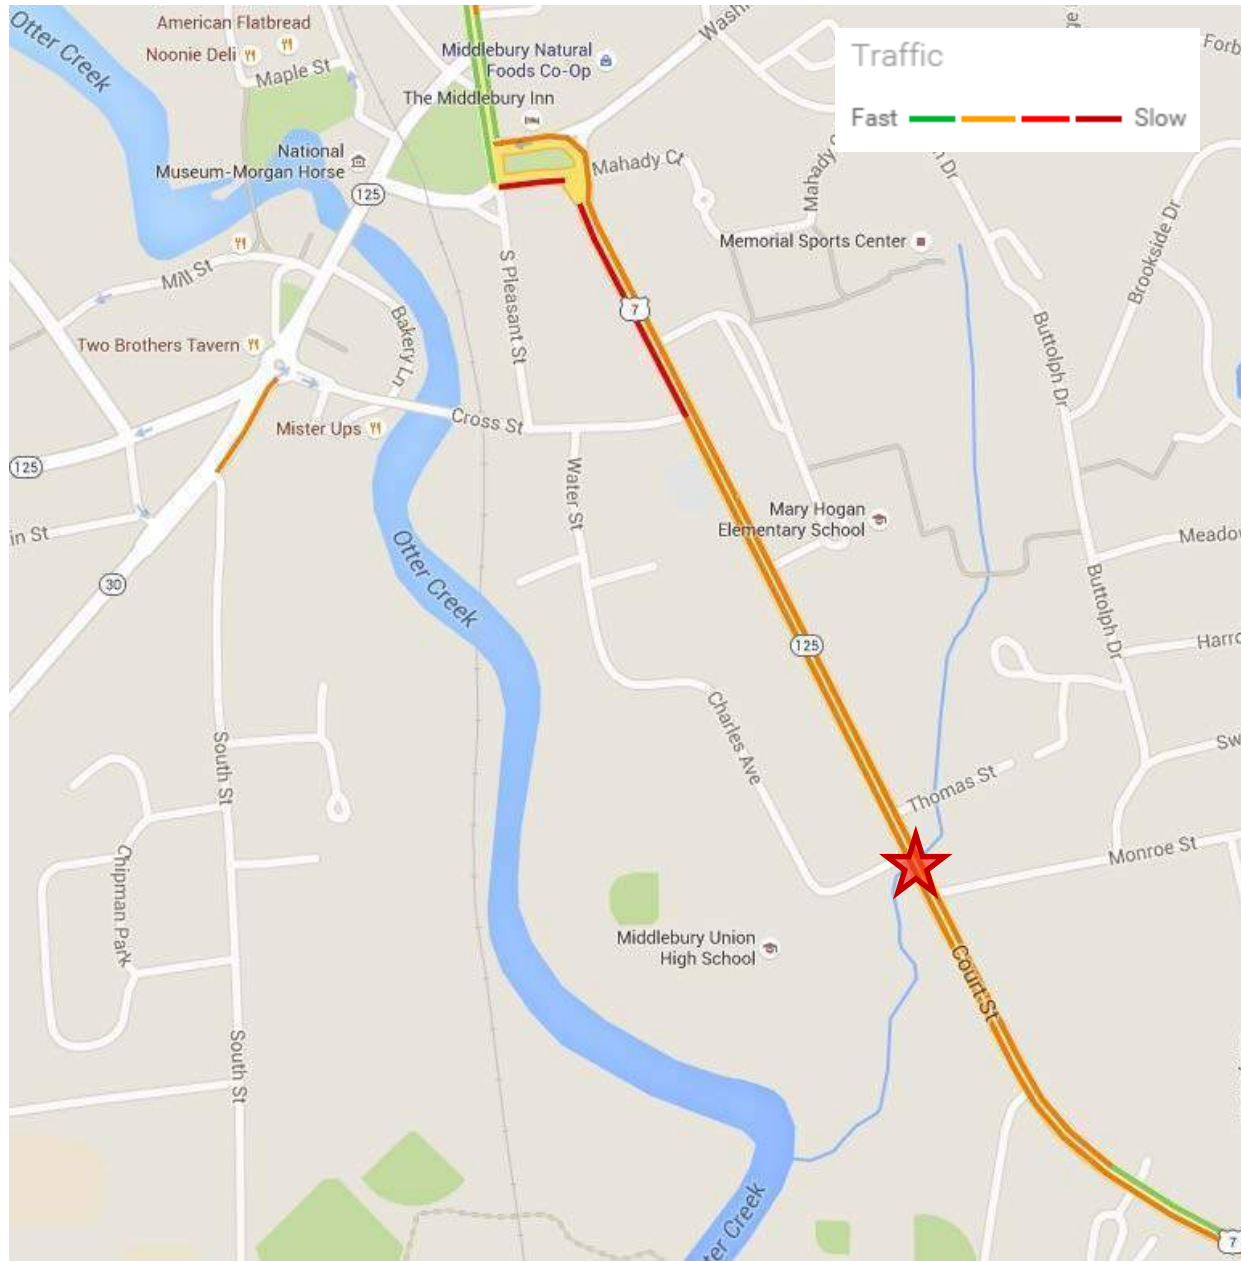 Otter Creek
American Flatbread
Noonie Deli
Maple St
Middlebury Natural
Foods Co-Op
The Middlebury Inn
Traffic
Fast
Slow
National
Museum-Morgan Horse
125
Mahady Ct
Memorial Sports Center
Brookside Dr
Mill St
S Pleasant St
7
Bakery Ln
Buttolph Dr
Two Brothers Tavern
Mister Ups
Cross St
125
Water St
Mary Hogan
Elementary School
in St
Otter Creek
30
Buttolph Dr
125
Charles Ave
South St
Thomas St
Monroe St
Chipman Park
Middlebury Union
High School
Court St
South St
ter Creek
7